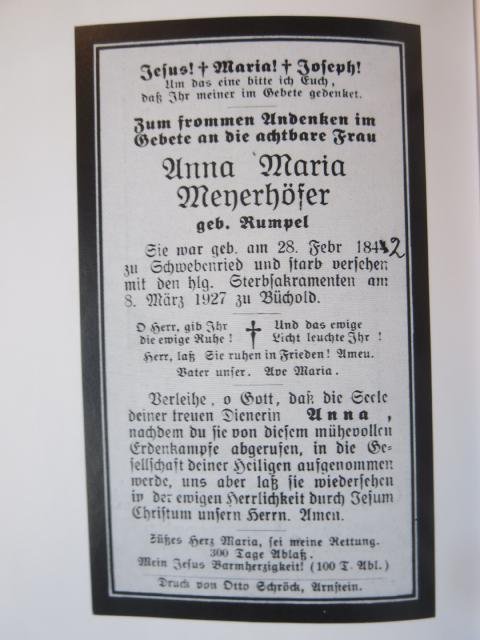 Jesus! † Maria! † Joseph!
Um das eine bitte ich Euch,
daß Ihr meiner im Gebete gedenket.
Zum frommen Andenken im
Gebete an die achtbare Frau
Anna Maria
Meyerhöfer
geb. Rumpel
Sie war geb. am 28. Febr 1842
zu Schwebenried und starb versehen
mit den hlg. Sterbsakramenten am
8. März 1927 zu Büchold.
O Herr, gib Ihr
die ewige Ruhe !
†
Und das ewige
Licht leuchte Ihr !
Herr, laß Sie ruhen in Frieden! Ameu.
Vater unser. Ave Maria.
Verleihe, o Gott, daß die Seele
deiner treuen Dienerin Anna ,
nachdem du sie von diesem mühevollen
Erdenkampfe abgerufen, in die Ge=
sellschaft deiner Heiligen aufgenommen
werde, uns aber laß sie wiedersehen
in der ewigen Herrlichkeit durch Jesum
Christum unsern Herrn. Amen.
Süßes Herz Mariä, sei meine Rettung.
300 Tage Ablaß.
Mein Jesus Barmherzigkeit! (100 T. Abl.)
Druck von Otto Schröck, Arnstein.